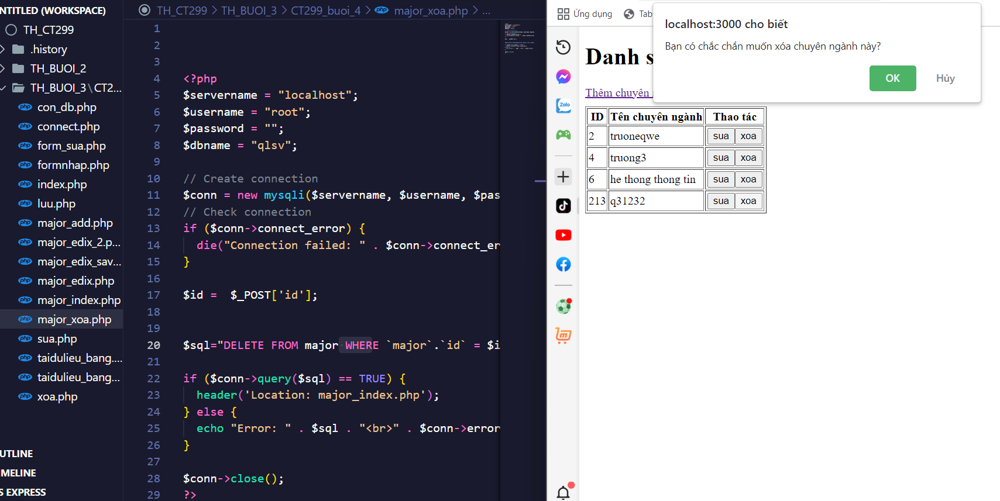 NTITLED (WORKSPACE)
TH_CT299
.history
TH_BUOI_2
TH_BUOI_3\CT2...
con_db.php
connect.php
form_sua.php
formnhap.php
index.php
luu.php
major_add.php
major_edix_2.p...
major_edix_sav...
major_edix.php
major_index.php
major_xoa.php
sua.php
taidulieu_bang....
taidulieu_bang...
xoa.php
UTLINE
IMELINE
S EXPRESS
TH_CT299 > TH_BUOI_3 > CT299_buoi_4 > php major_xoa.php > ...
1
2
3
4 <?php
5 $servername = "localhost";
6 $username = "root";
7 $password = "";
8 $dbname = "qlsv";
9
10 // Create connection
11 $conn = new mysqli($servername, $username, $pas
12 // Check connection
13 if ($conn->connect_error) {
14 die("Connection failed: " . $conn->connect_er
15 }
16
17 $id =  $_POST['id'];
18
19
20 $sql="DELETE FROM major WHERE `major`.`id` = $i
21
22 if ($conn->query($sql) == TRUE) {
23 header('Location: major_index.php');
24 } else {
25 echo "Error: " . $sql . "<br>" . $conn->error
26 }
27
28 $conn->close();
29 ?>
Ứng dụng
Tab
localhost:3000 cho biết
Bạn có chắc chắn muốn xóa chuyên ngành này?
OK Hủy
Zalo
Danh s
Thêm chuyên
ID Tên chuyên ngành Thao tác
2 truoneqwe sua xoa
4 truong3 sua xoa
6 he thong thong tin sua xoa
213 q31232 sua xoa